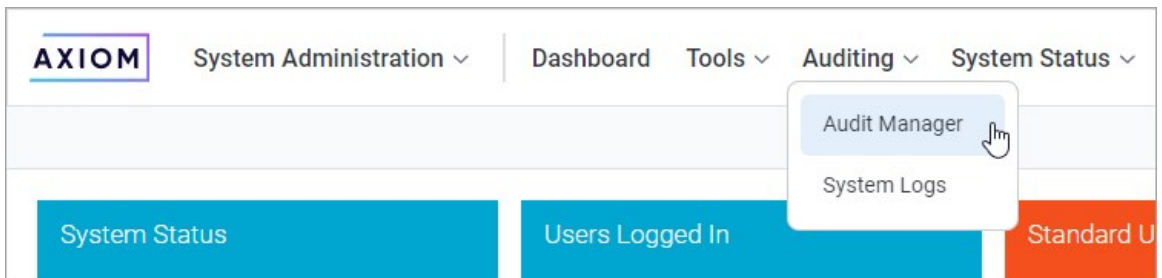 AXIOM System Administration Dashboard Tools Auditing System Status
Audit Manager
System Logs
System Status Users Logged In Standard U